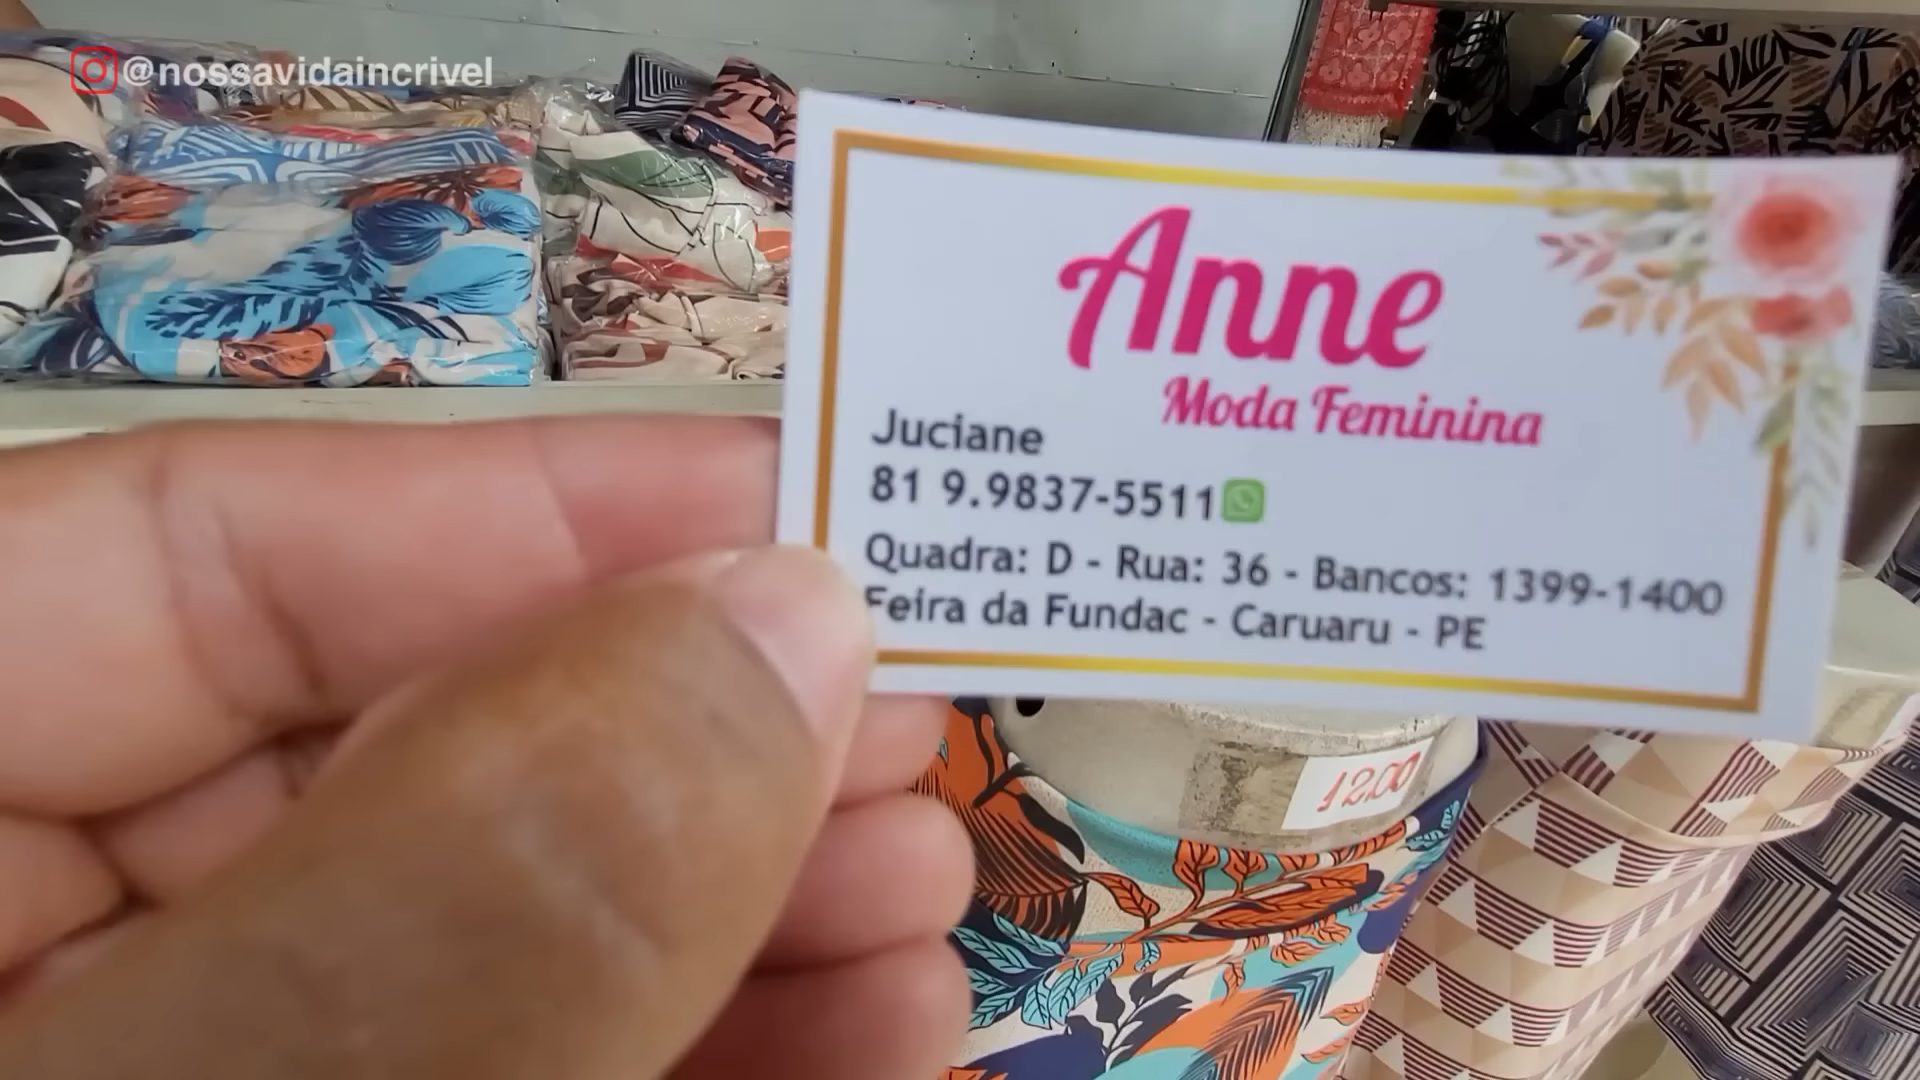 @nossavidaincrivel
Anne
Moda Feminina
Juciane
81 9.9837-5511
Quadra: D - Rua: 36 - Bancos: 1399-1400
Feira da Fundac - Caruaru - PE
12,00